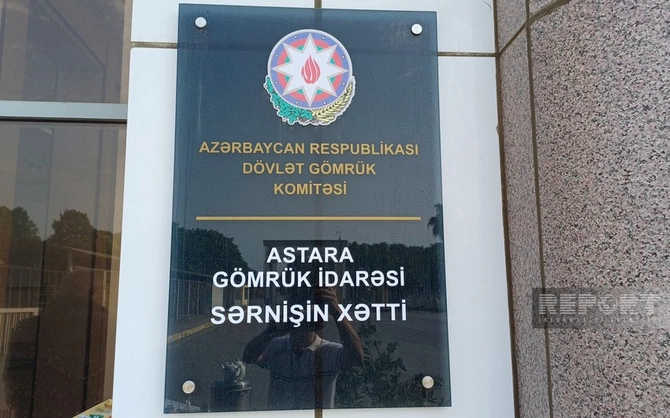 AZƏRBAYCAN RESPUBLİKASI
DÖVLƏT GÖMRÜK
KOMİTƏSİ
ASTARA
GÖMRÜK İDARƏSİ
SƏRNİŞİN XƏTTİ
REPORT